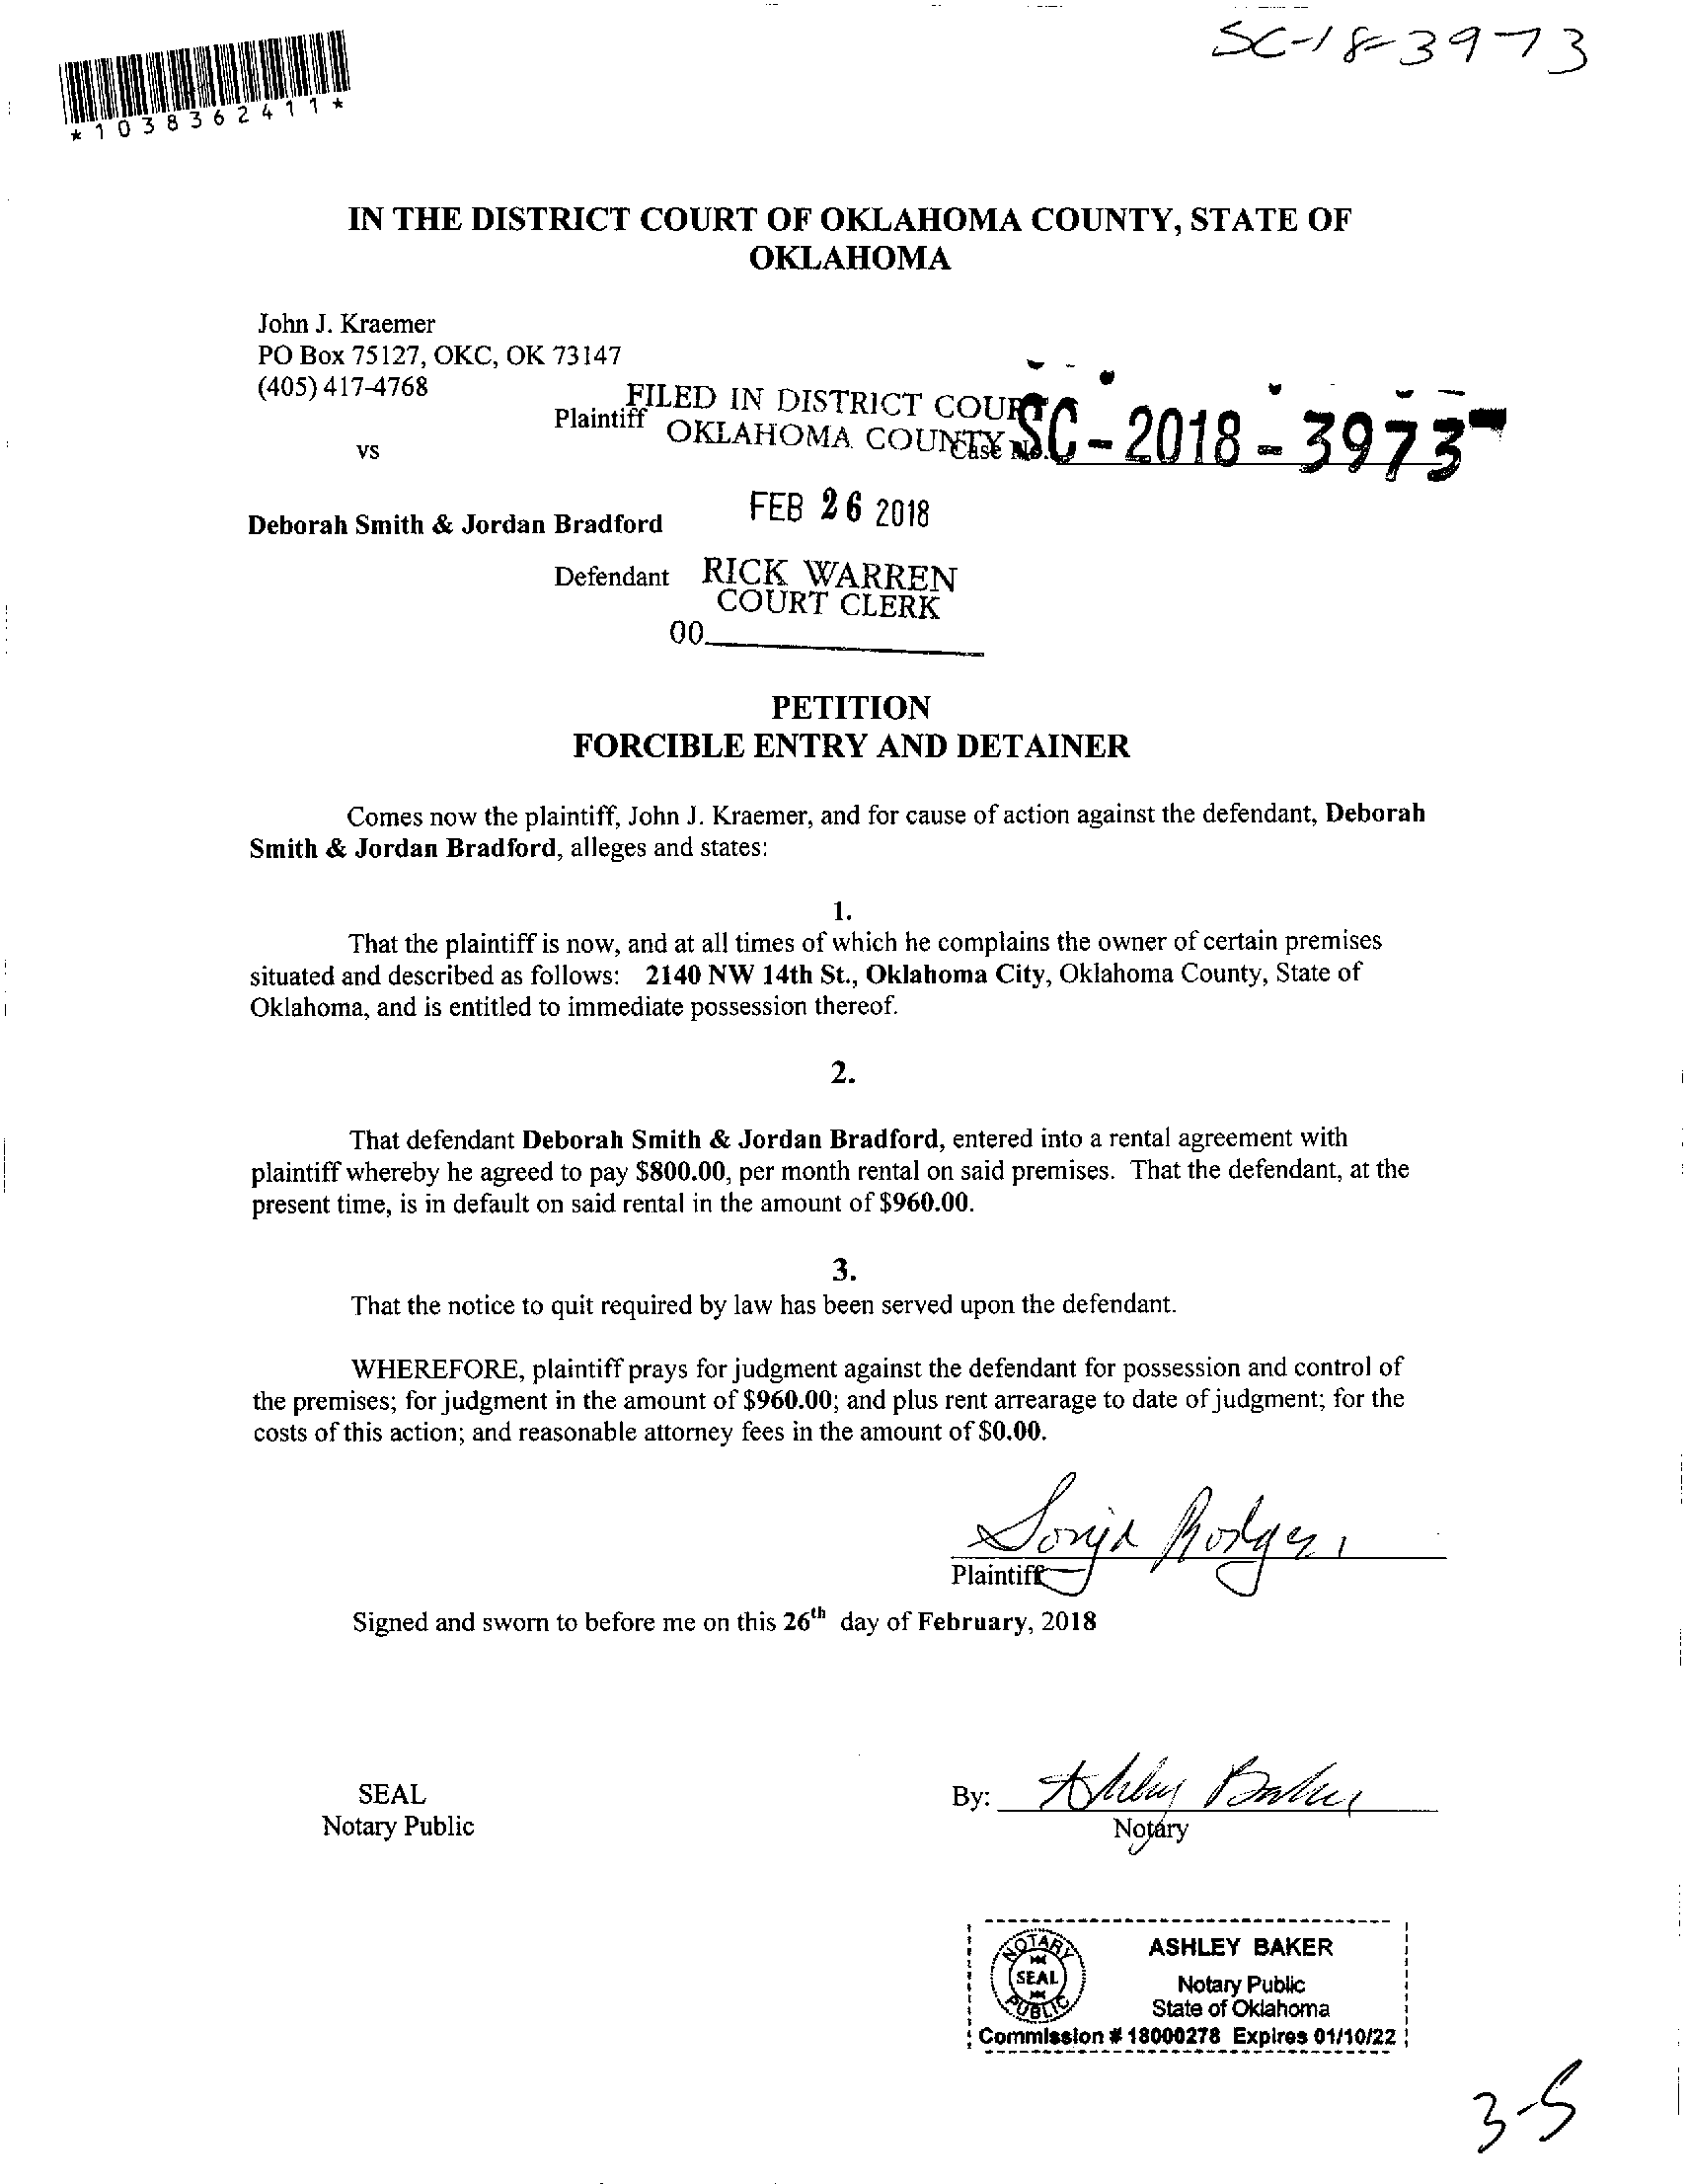 SC-18-3973
*1038362411*
IN THE DISTRICT COURT OF OKLAHOMA COUNTY, STATE OF
OKLAHOMA
John J. Kraemer
PO Box 75127, OKC, OK 73147
(405) 417-4768
FILED IN DISTRICT COURT
Plaintiff
OKLAHOMA COUNTY
Case No. SC-2018-3973
vs
FEB 26 2018
Deborah Smith & Jordan Bradford
Defendant
RICK WARREN
COURT CLERK
00
PETITION
FORCIBLE ENTRY AND DETAINER
Comes now the plaintiff, John J. Kraemer, and for cause of action against the defendant, Deborah
Smith & Jordan Bradford, alleges and states:
1.
That the plaintiff is now, and at all times of which he complains the owner of certain premises
situated and described as follows: 2140 NW 14th St., Oklahoma City, Oklahoma County, State of
Oklahoma, and is entitled to immediate possession thereof.
2.
That defendant Deborah Smith & Jordan Bradford, entered into a rental agreement with
plaintiff whereby he agreed to pay $800.00, per month rental on said premises. That the defendant, at the
present time, is in default on said rental in the amount of $960.00.
3.
That the notice to quit required by law has been served upon the defendant.
WHEREFORE, plaintiff prays for judgment against the defendant for possession and control of
the premises; for judgment in the amount of $960.00; and plus rent arrearage to date of judgment; for the
costs of this action; and reasonable attorney fees in the amount of $0.00.
Sonja Rodgers
Plaintiff
Signed and sworn to before me on this 26th day of February, 2018
SEAL
Notary Public
By: Ashley Baker
Notary
NOTARY
SEAL
PUBLIC
ASHLEY BAKER
Notary Public
State of Oklahoma
Commission # 18000278 Expires 01/10/22
3-5